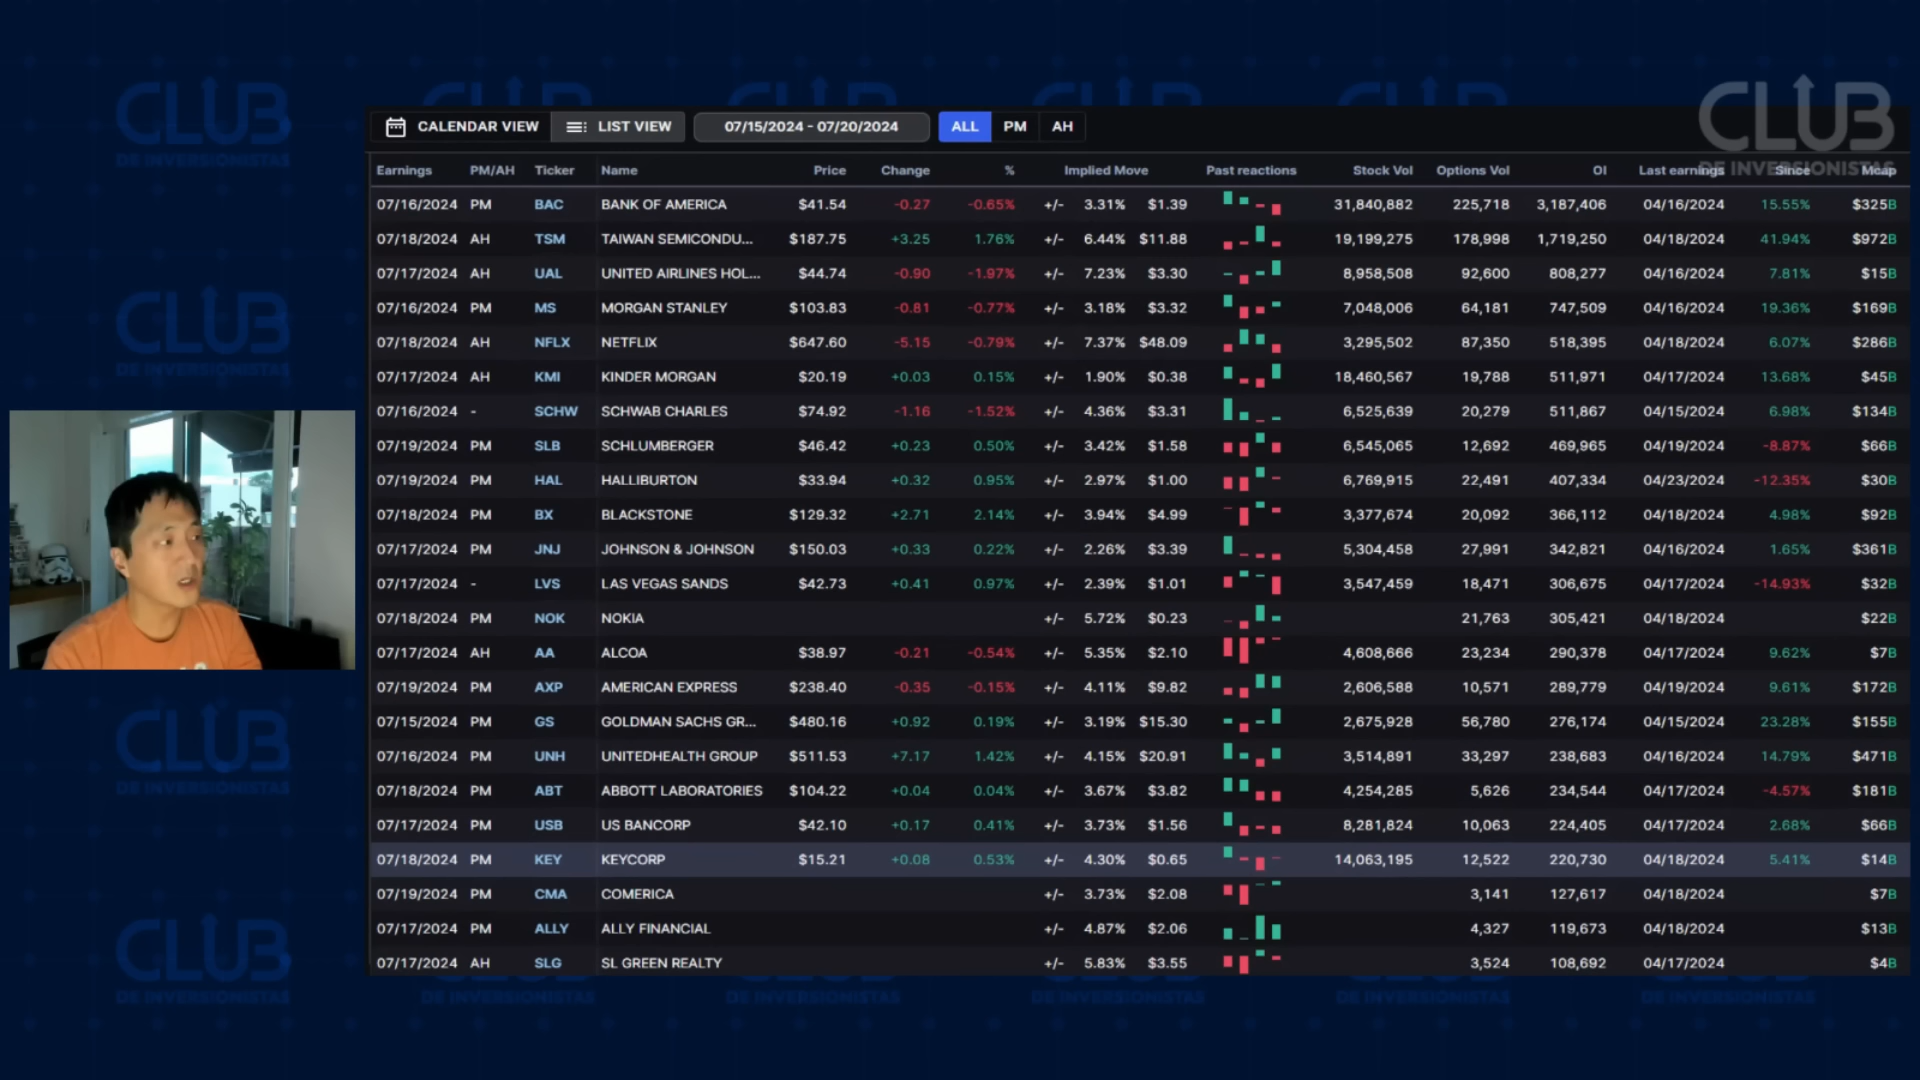 CLUB
DE INVERSIONISTAS
CALENDAR VIEW LIST VIEW 07/15/2024 - 07/20/2024 ALL PM AH
Earnings PM/AH Ticker Name Price Change % Implied Move Past reactions Stock Vol Options Vol OI Last earnings Since Mcap
07/16/2024 PM BAC BANK OF AMERICA $41.54 -0.27 -0.65% +/- 3.31% $1.39 31,840,882 225,718 3,187,406 04/16/2024 15.55% $325B
07/18/2024 AH TSM TAIWAN SEMICONDU... $187.75 +3.25 1.76% +/- 6.44% $11.88 19,199,275 178,998 1,719,250 04/18/2024 41.94% $972B
07/17/2024 AH UAL UNITED AIRLINES HOL... $44.74 -0.90 -1.97% +/- 7.23% $3.30 8,958,508 92,600 808,277 04/16/2024 7.81% $15B
07/16/2024 PM MS MORGAN STANLEY $103.83 -0.81 -0.77% +/- 3.18% $3.32 7,048,006 64,181 747,509 04/16/2024 19.36% $169B
07/18/2024 AH NFLX NETFLIX $647.60 -5.15 -0.79% +/- 7.37% $48.09 3,295,502 87,350 518,395 04/18/2024 6.07% $286B
07/17/2024 AH KMI KINDER MORGAN $20.19 +0.03 0.15% +/- 1.90% $0.38 18,460,567 19,788 511,971 04/17/2024 13.68% $45B
07/16/2024 - SCHW SCHWAB CHARLES $74.92 -1.16 -1.52% +/- 4.36% $3.31 6,525,639 20,279 511,867 04/15/2024 6.98% $134B
07/19/2024 PM SLB SCHLUMBERGER $46.42 +0.23 0.50% +/- 3.42% $1.58 6,545,065 12,692 469,965 04/19/2024 -8.87% $66B
07/19/2024 PM HAL HALLIBURTON $33.94 +0.32 0.95% +/- 2.97% $1.00 6,769,915 22,491 407,334 04/23/2024 -12.35% $30B
07/18/2024 PM BX BLACKSTONE $129.32 +2.71 2.14% +/- 3.94% $4.99 3,377,674 20,092 366,112 04/18/2024 4.98% $92B
07/17/2024 PM JNJ JOHNSON & JOHNSON $150.03 +0.33 0.22% +/- 2.26% $3.39 5,304,458 27,991 342,821 04/16/2024 1.65% $361B
07/17/2024 - LVS LAS VEGAS SANDS $42.73 +0.41 0.97% +/- 2.39% $1.01 3,547,459 18,471 306,675 04/17/2024 -14.93% $32B
07/18/2024 PM NOK NOKIA +/- 5.72% $0.23 21,763 305,421 04/18/2024 $22B
07/17/2024 AH AA ALCOA $38.97 -0.21 -0.54% +/- 5.35% $2.10 4,608,666 23,234 290,378 04/17/2024 9.62% $7B
07/19/2024 PM AXP AMERICAN EXPRESS $238.40 -0.35 -0.15% +/- 4.11% $9.82 2,606,588 10,571 289,779 04/19/2024 9.61% $172B
07/15/2024 PM GS GOLDMAN SACHS GR... $480.16 +0.92 0.19% +/- 3.19% $15.30 2,675,928 56,780 276,174 04/15/2024 23.28% $155B
07/16/2024 PM UNH UNITEDHEALTH GROUP $511.53 +7.17 1.42% +/- 4.15% $20.91 3,514,891 33,297 238,683 04/16/2024 14.79% $471B
07/18/2024 PM ABT ABBOTT LABORATORIES $104.22 +0.04 0.04% +/- 3.67% $3.82 4,254,285 5,626 234,544 04/17/2024 -4.57% $181B
07/17/2024 PM USB US BANCORP $42.10 +0.17 0.41% +/- 3.73% $1.56 8,281,824 10,063 224,405 04/17/2024 2.68% $66B
07/18/2024 PM KEY KEYCORP $15.21 +0.08 0.53% +/- 4.30% $0.65 14,063,195 12,522 220,730 04/18/2024 5.41% $14B
07/19/2024 PM CMA COMERICA +/- 3.73% $2.08 3,141 127,617 04/18/2024 $7B
07/17/2024 PM ALLY ALLY FINANCIAL +/- 4.87% $2.06 4,327 119,673 04/18/2024 $13B
07/17/2024 AH SLG SL GREEN REALTY +/- 5.83% $3.55 3,524 108,692 04/17/2024 $4B